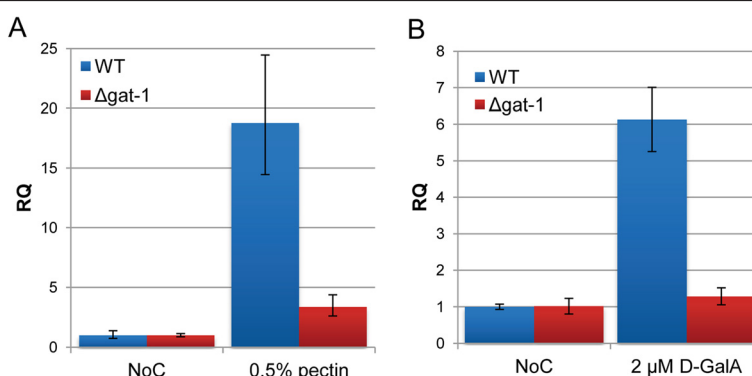 A
25
20
15
10
5
0
RQ
WT
Δgat-1
NoC
0.5% pectin
B
8
7
6
5
4
3
2
1
0
RQ
WT
Δgat-1
NoC
2 µM D-GalA